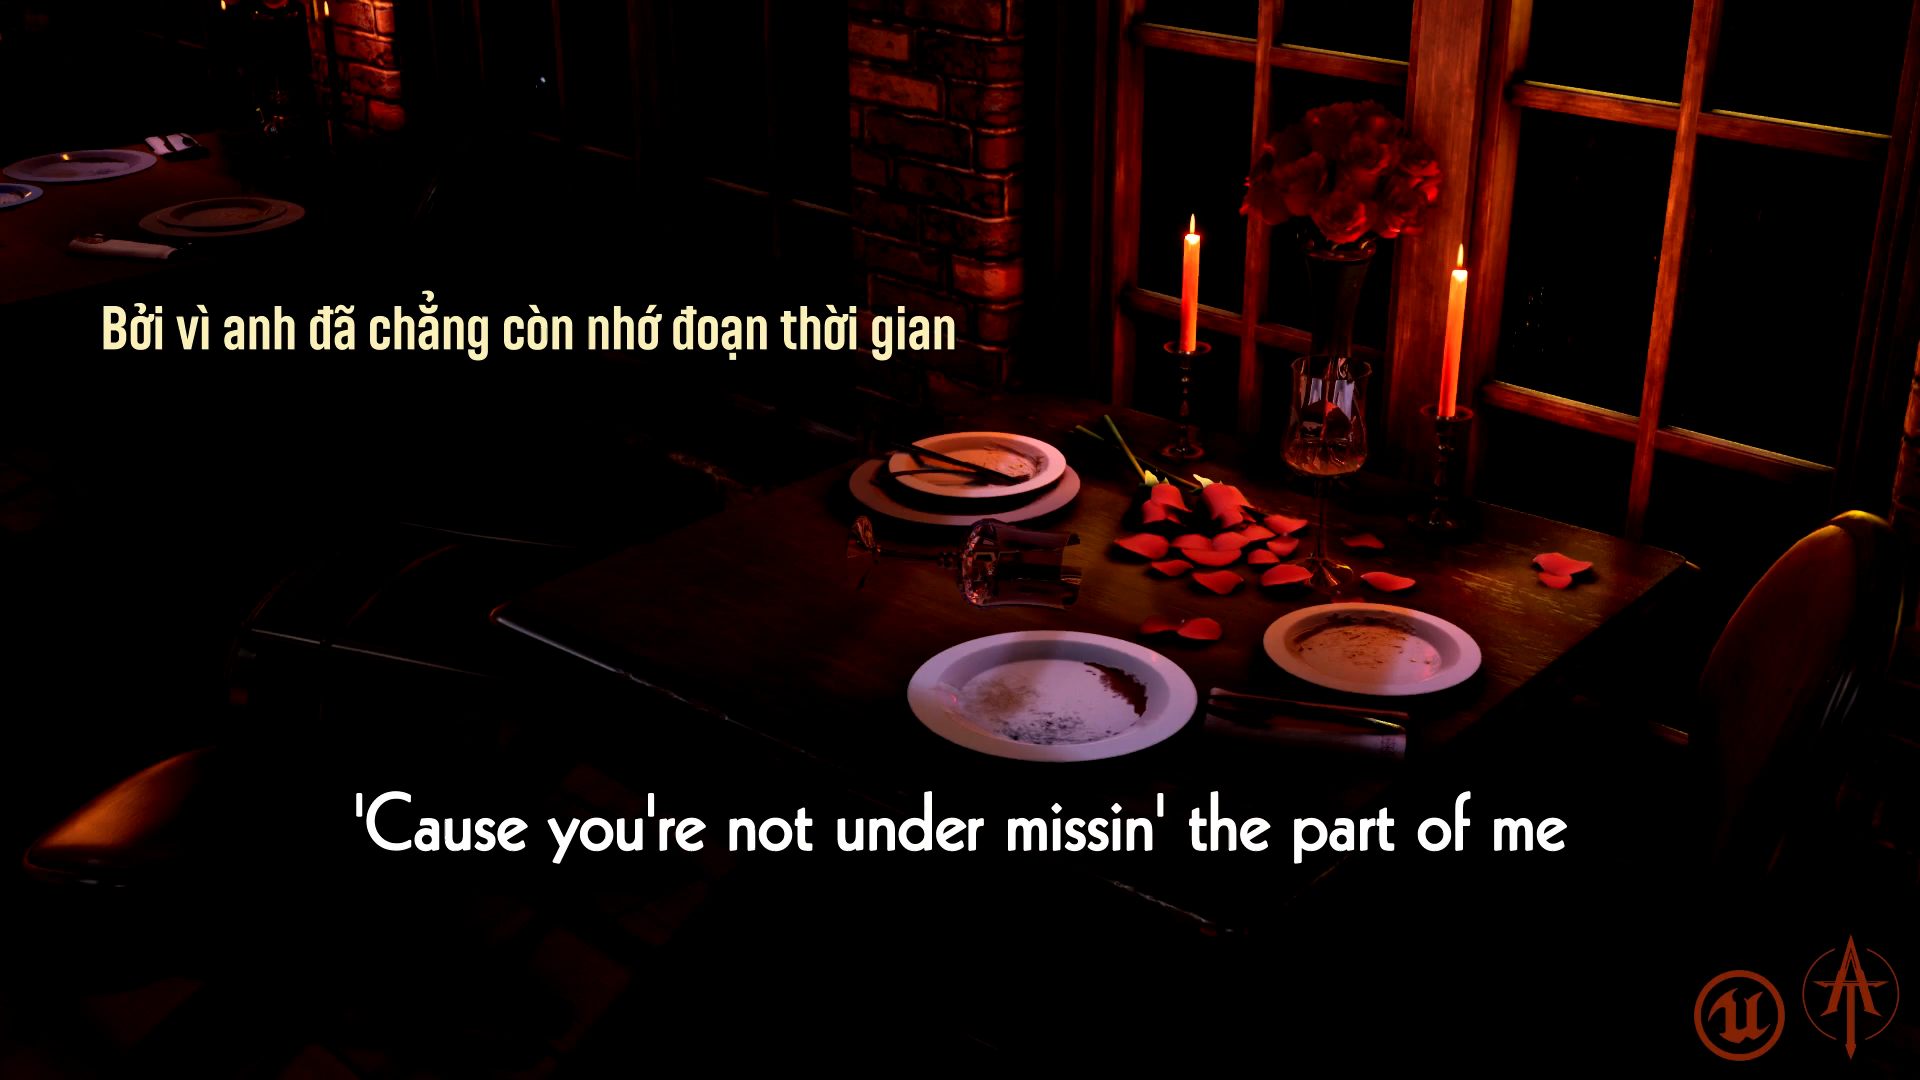 Bởi vì anh đã chẳng còn nhớ đoạn thời gian
'Cause you're not under missin' the part of me